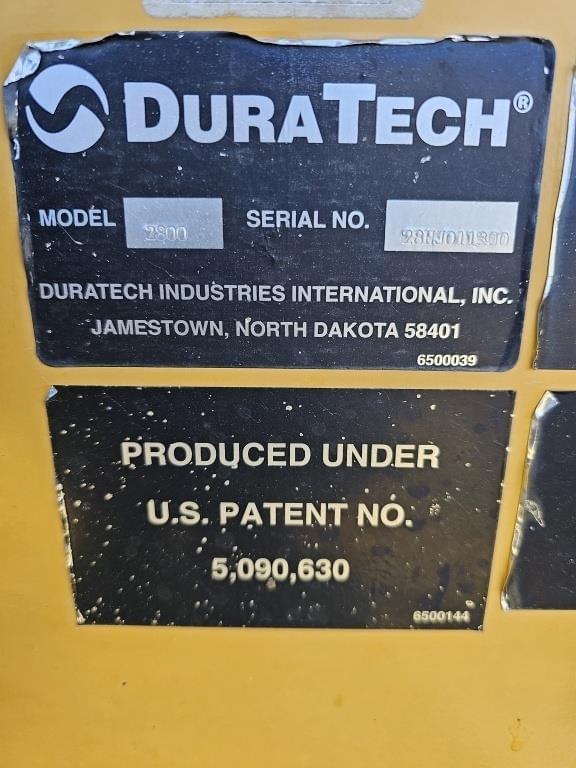 DURATECH®
MODEL 2800 SERIAL NO.
DURATECH INDUSTRIES INTERNATIONAL, INC.
JAMESTOWN, NORTH DAKOTA 58401
6500039
PRODUCED UNDER
U.S. PATENT NO.
5,090,630
6500144